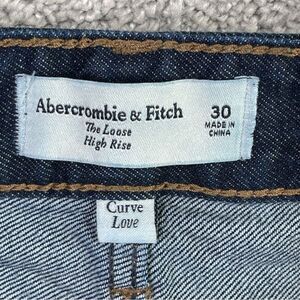 Abercrombie & Fitch
The Loose
High Rise
30
MADE IN
CHINA
Curve
Love